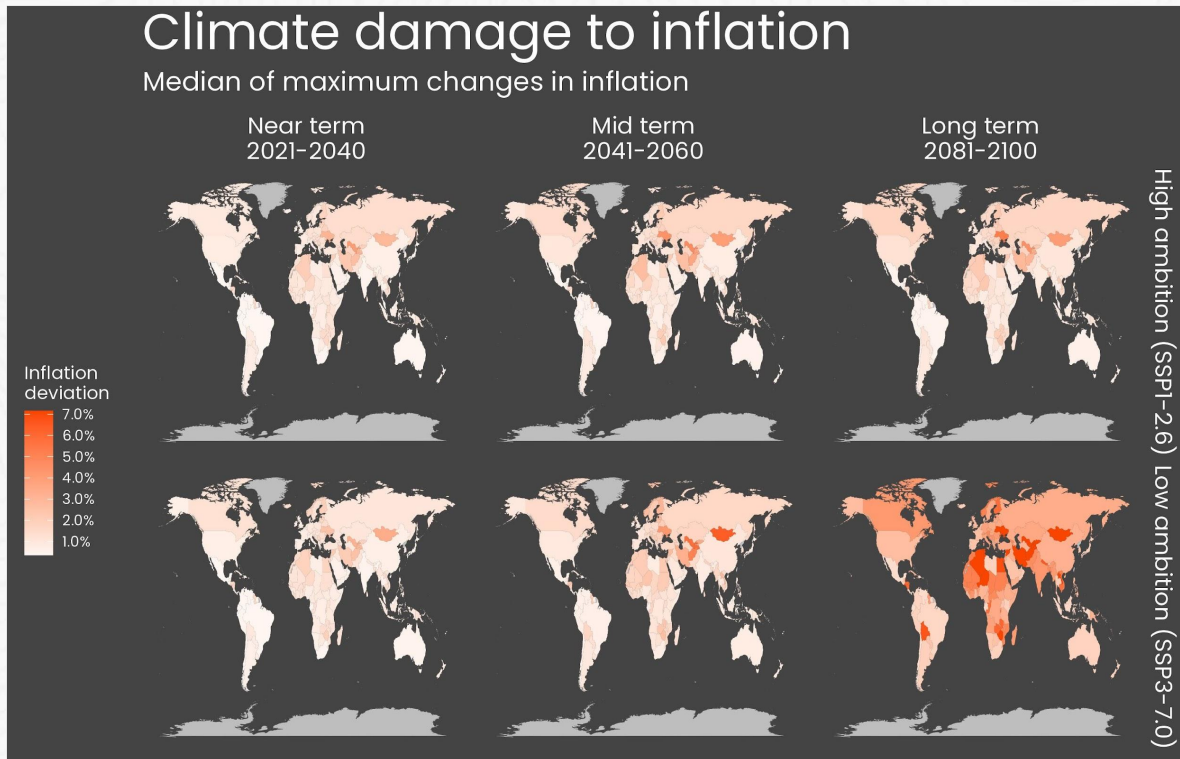 Climate damage to inflation
Median of maximum changes in inflation
Near term
2021-2040
Mid term
2041-2060
Long term
2081-2100
High ambition (SSP1-2.6)
Low ambition (SSP3-7.0)
Inflation
deviation
7.0%
6.0%
5.0%
4.0%
3.0%
2.0%
1.0%